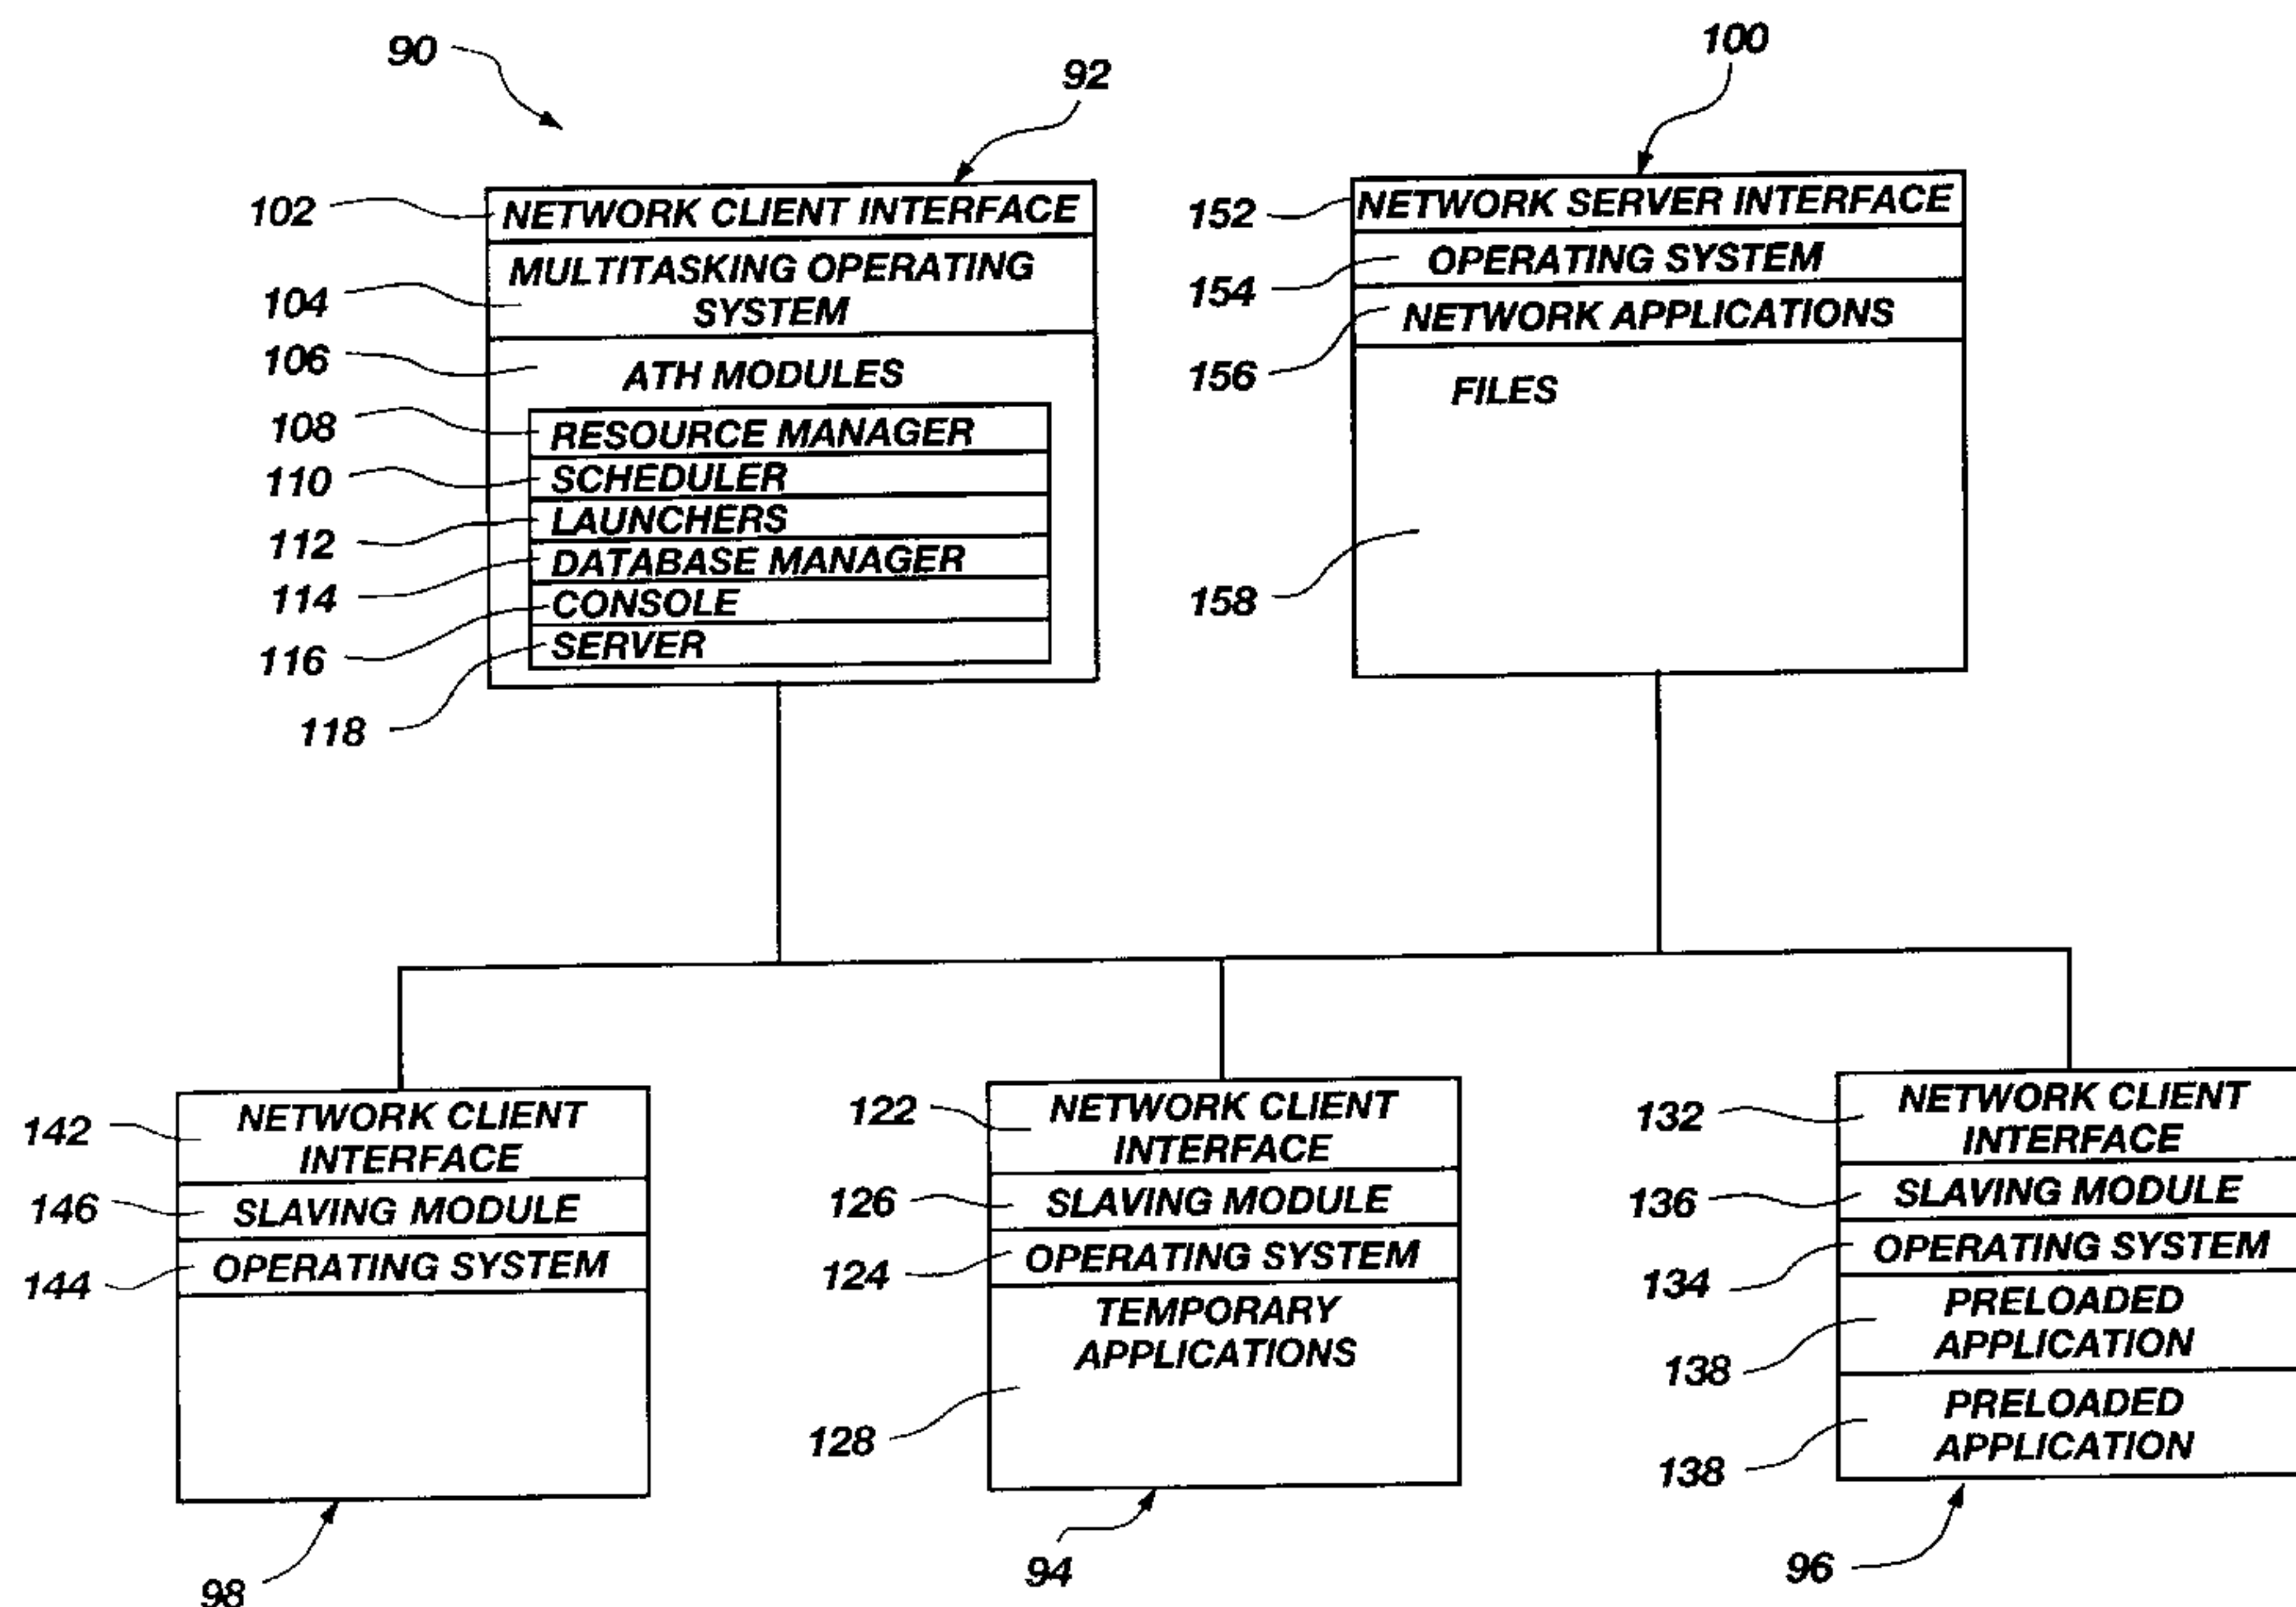 90
92
100
102
NETWORK CLIENT INTERFACE
104
MULTITASKING OPERATING
SYSTEM
106
ATH MODULES
108
RESOURCE MANAGER
110
SCHEDULER
112
LAUNCHERS
114
DATABASE MANAGER
116
CONSOLE
118
SERVER
152
NETWORK SERVER INTERFACE
154
OPERATING SYSTEM
156
NETWORK APPLICATIONS
158
FILES
142
NETWORK CLIENT
INTERFACE
146
SLAVING MODULE
144
OPERATING SYSTEM
98
122
NETWORK CLIENT
INTERFACE
126
SLAVING MODULE
124
OPERATING SYSTEM
128
TEMPORARY
APPLICATIONS
94
132
NETWORK CLIENT
INTERFACE
136
SLAVING MODULE
134
OPERATING SYSTEM
138
PRELOADED
APPLICATION
138
PRELOADED
APPLICATION
96